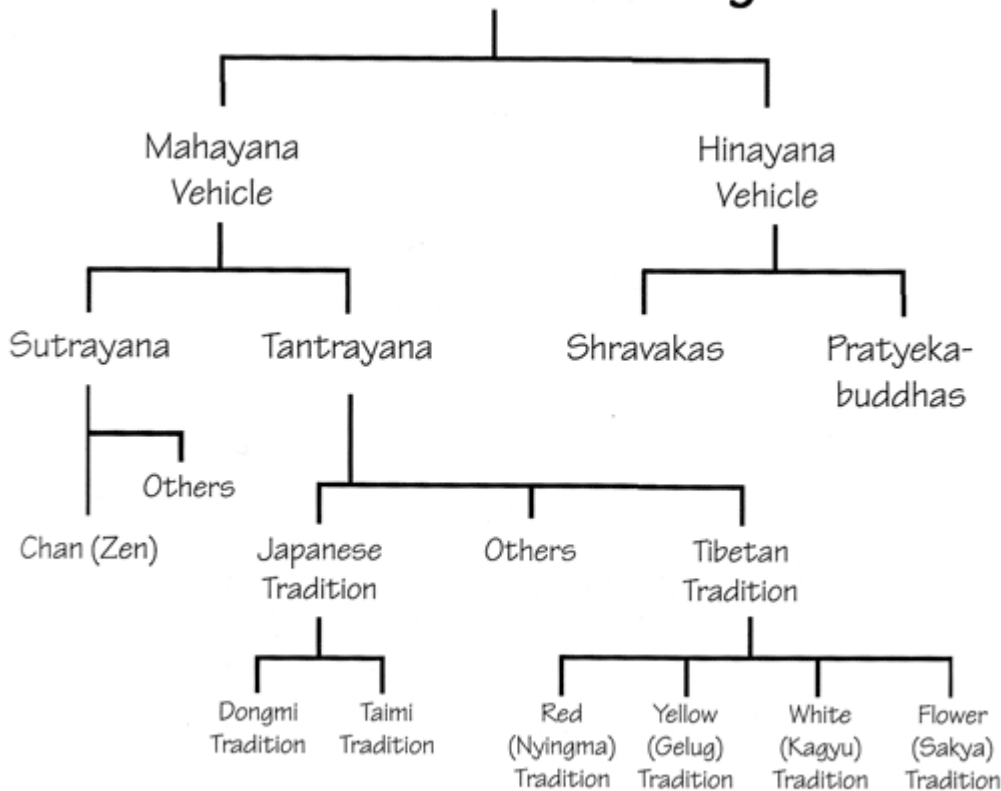 Mahayana
Vehicle
Hinayana
Vehicle
Sutrayana
Tantrayana
Shravakas
Pratyeka-
buddhas
Others
Chan (Zen)
Japanese
Tradition
Others
Tibetan
Tradition
Dongmi
Tradition
Taimi
Tradition
Red
(Nyingma)
Tradition
Yellow
(Gelug)
Tradition
White
(Kagyu)
Tradition
Flower
(Sakya)
Tradition